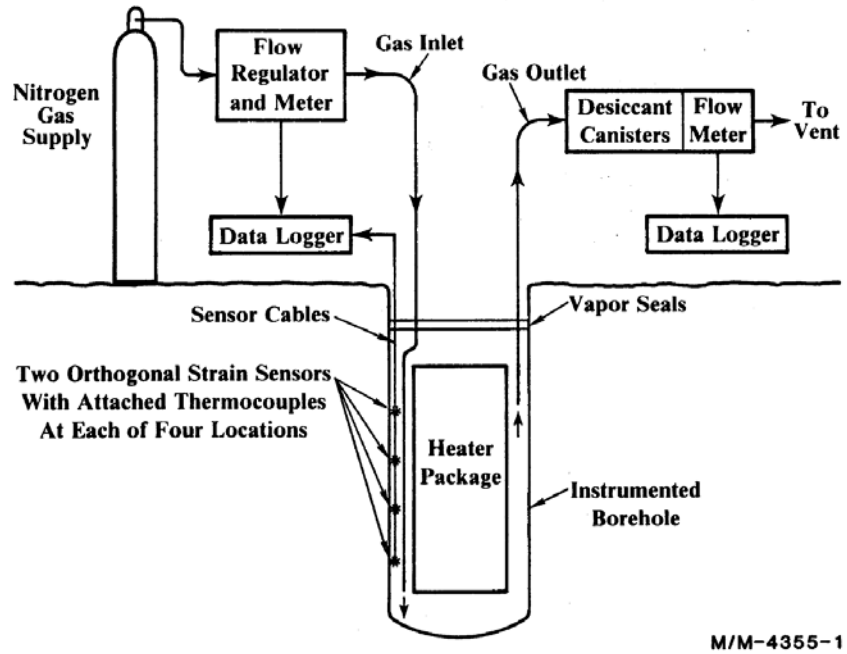 Nitrogen
Gas
Supply
Flow
Regulator
and Meter
Gas Inlet
Gas Outlet
Desiccant
Canisters
Flow
Meter
To
Vent
Data Logger
Data Logger
Sensor Cables
Vapor Seals
Two Orthogonal Strain Sensors
With Attached Thermocouples
At Each of Four Locations
Heater
Package
Instrumented
Borehole
M/M-4355-1